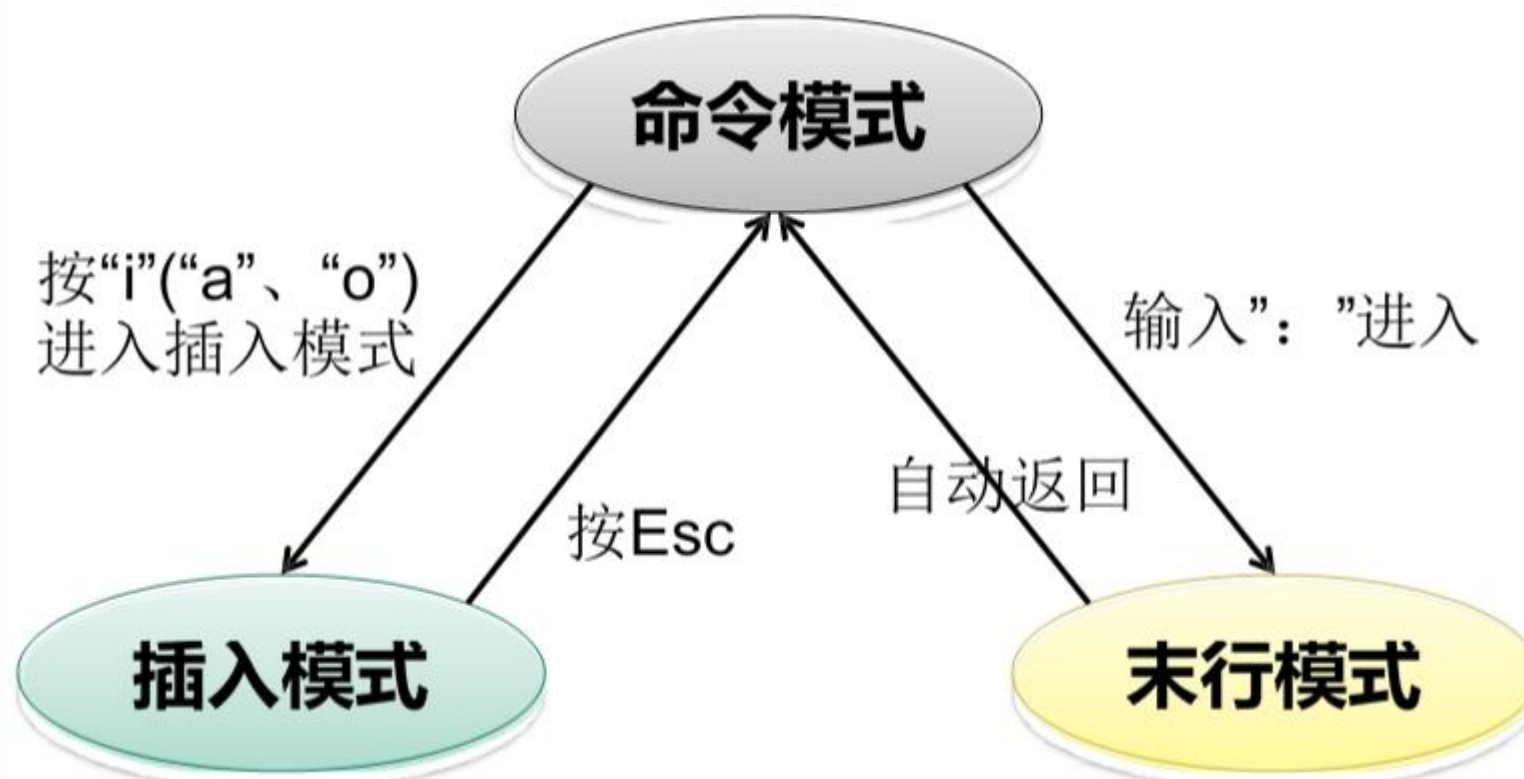 命令模式
按“i”(“a”、“o”)
进入插入模式
输入”：”进入
自动返回
按Esc
插入模式
末行模式